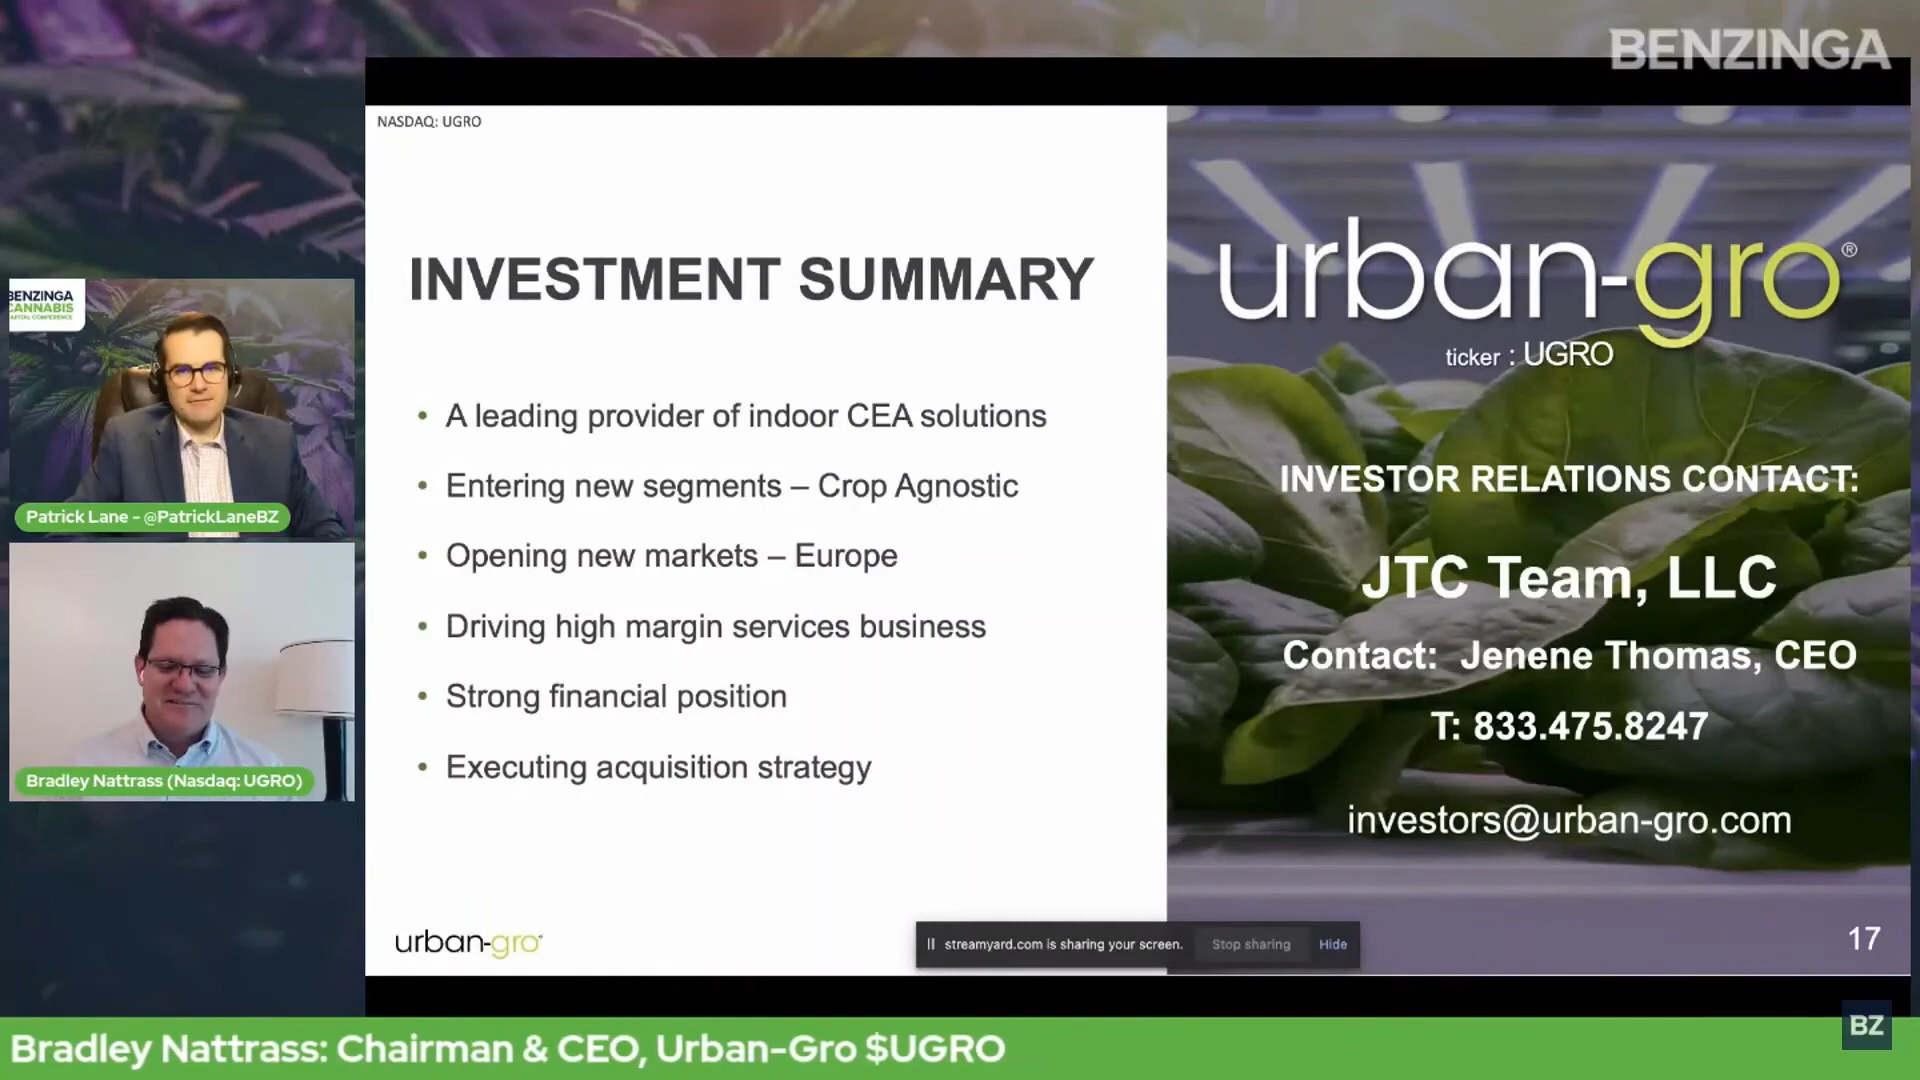 BENZINGA
NASDAQ: UGRO
INVESTMENT SUMMARY
• A leading provider of indoor CEA solutions
• Entering new segments – Crop Agnostic
• Opening new markets – Europe
• Driving high margin services business
• Strong financial position
• Executing acquisition strategy
urban-gro
urban-gro®
ticker : UGRO
INVESTOR RELATIONS CONTACT:
JTC Team, LLC
Contact: Jenene Thomas, CEO
T: 833.475.8247
investors@urban-gro.com
17
streamyard.com is sharing your screen. Stop sharing Hide
BENZINGA
CANNABIS
CAPITAL CONFERENCE
Patrick Lane - @PatrickLaneBZ
Bradley Nattrass (Nasdaq: UGRO)
BZ
Bradley Nattrass: Chairman & CEO, Urban-Gro $UGRO